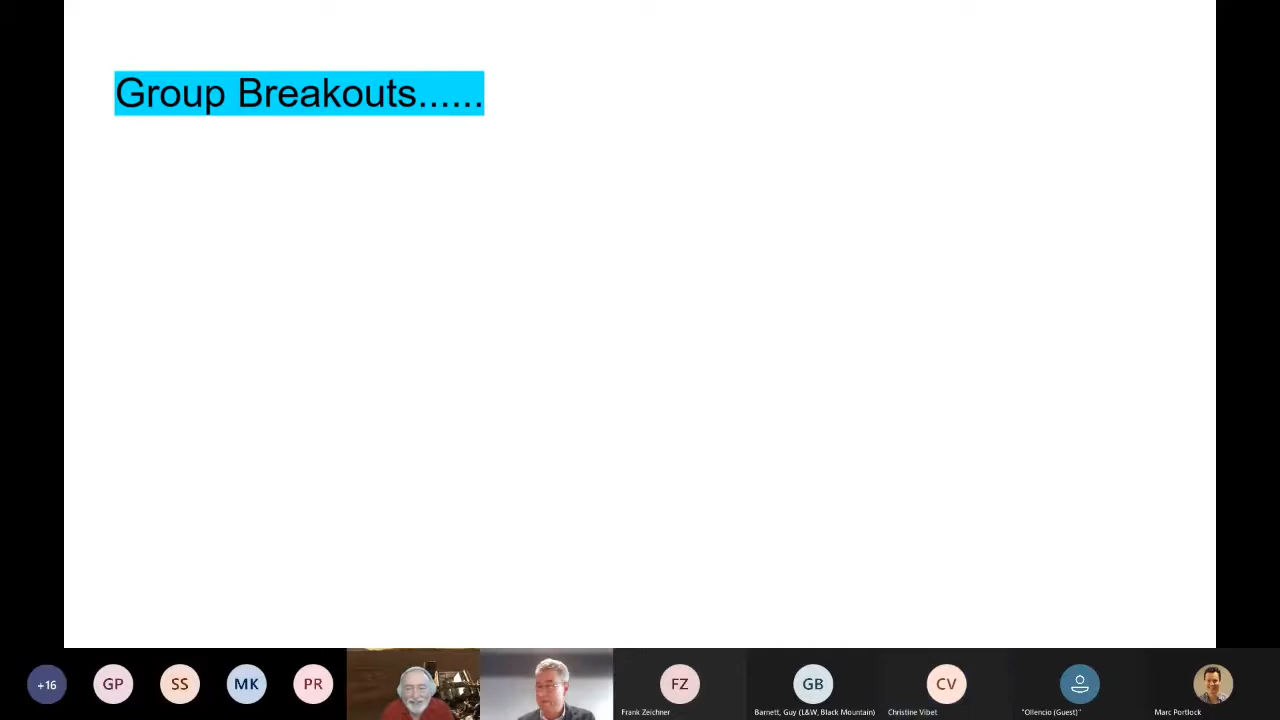 Group Breakouts......
+16
GP
SS
MK
PR
FZ
GB
CV
Frank Zeichner
Barnett, Guy (L&W, Black Mountain)
Christine Vibet
"Ollencio (Guest)"
Marc Portlock